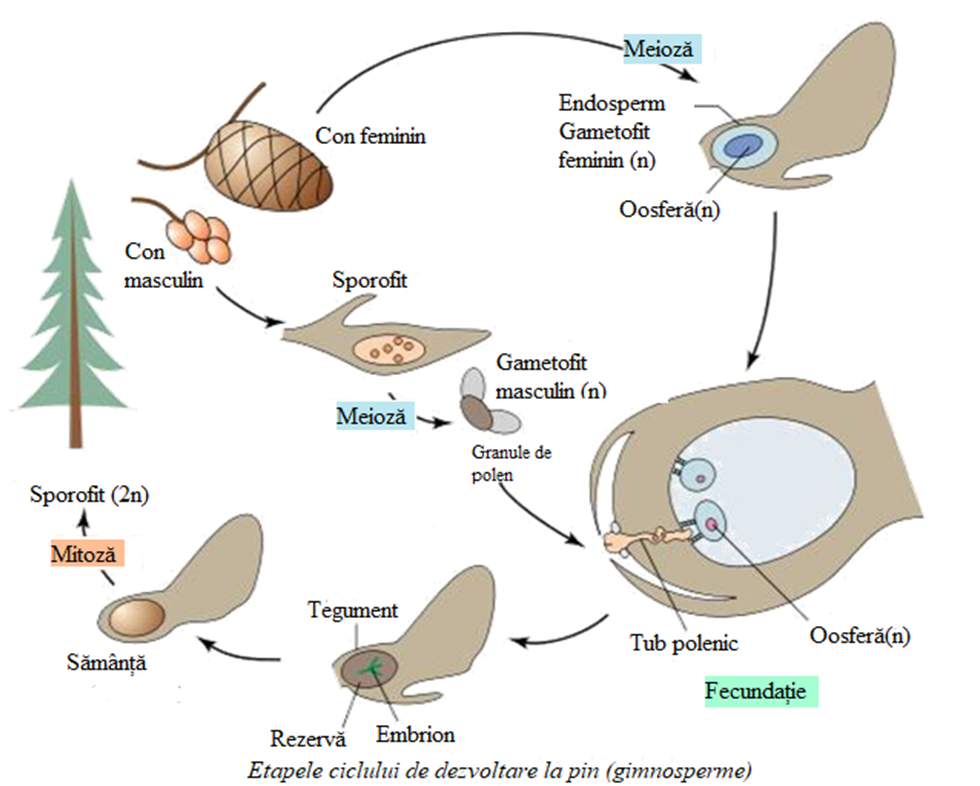 Meioză
Endosperm
Gametofit
feminin (n)
Con feminin
Oosferă(n)
Con
masculin
Sporofit
Gametofit
masculin (n)
Meioză
Granule de
polen
Sporofit (2n)
Mitoză
Tegument
Sămânță
Tub polenic
Oosferă(n)
Fecundație
Rezervă
Embrion
Etapele ciclului de dezvoltare la pin (gimnosperme)